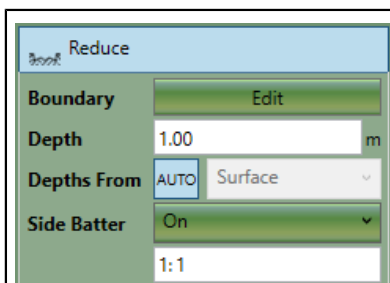 Reduce
Boundary Edit
Depth 1.00 m
Depths From AUTO Surface
Side Batter On
1:1